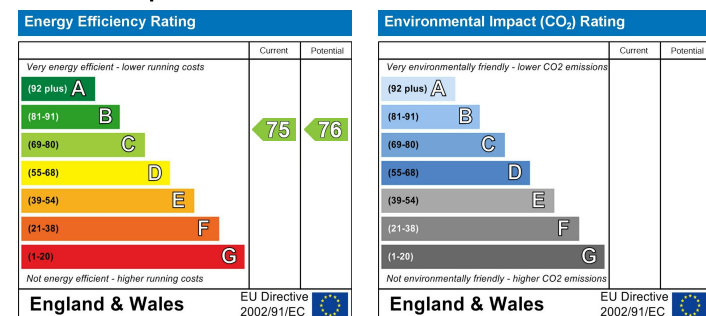 Energy Efficiency Rating
Current Potential
Very energy efficient - lower running costs
(92 plus) A
(81-91) B
75 76
(69-80) C
(55-68) D
(39-54) E
(21-38) F
(1-20) G
Not energy efficient - higher running costs
England & Wales
EU Directive
2002/91/EC
Environmental Impact (CO₂) Rating
Current Potential
Very environmentally friendly - lower CO2 emissions
(92 plus) A
(81-91) B
(69-80) C
(55-68) D
(39-54) E
(21-38) F
(1-20) G
Not environmentally friendly - higher CO2 emissions
England & Wales
EU Directive
2002/91/EC